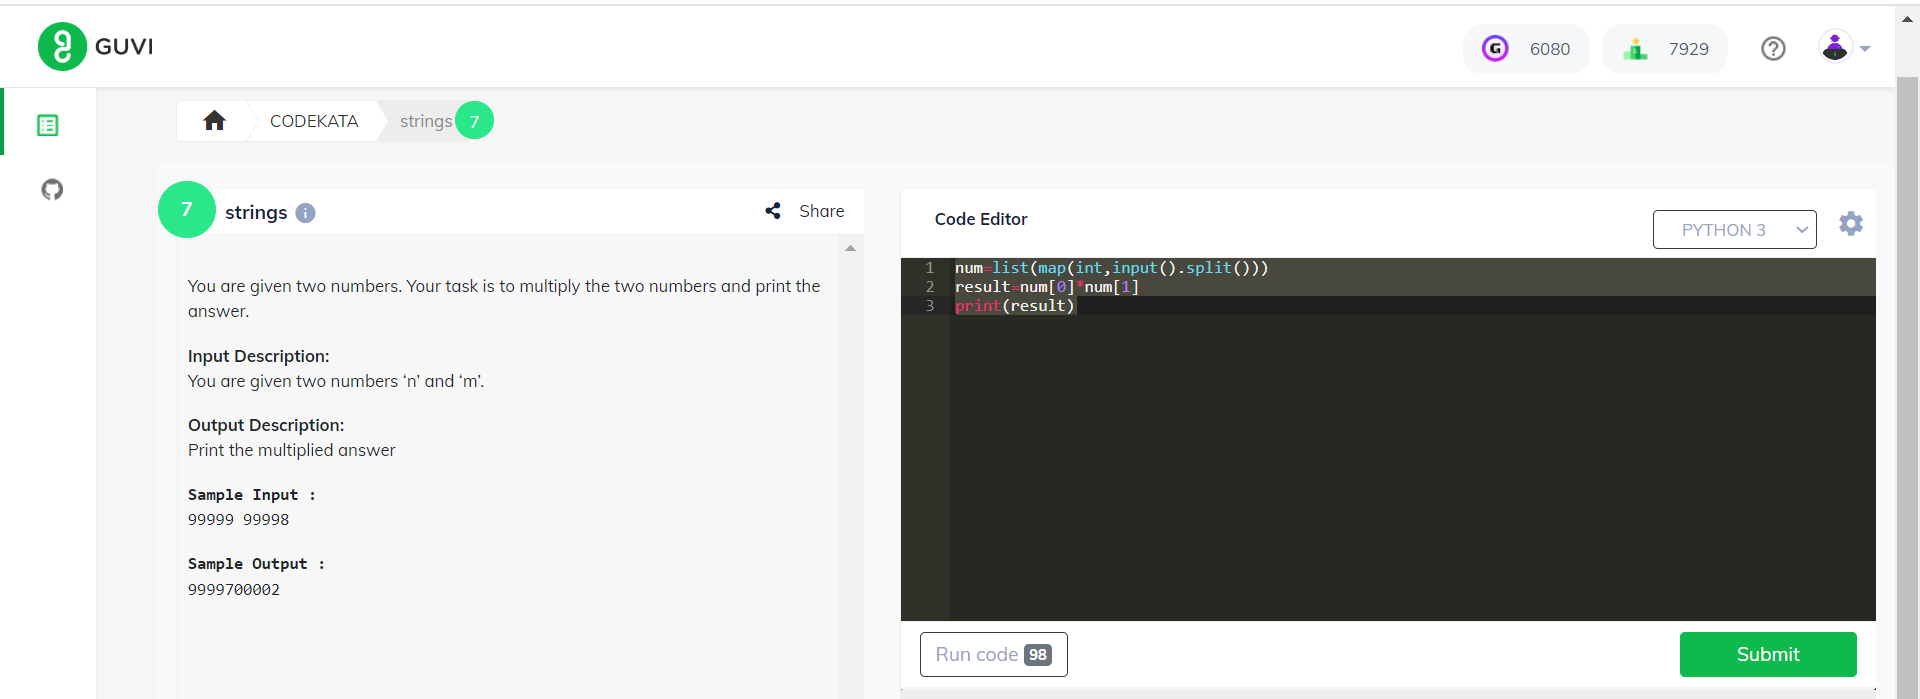 GUVI
6080
7929
CODEKATA
strings 7
7 strings
Share
You are given two numbers. Your task is to multiply the two numbers and print the
answer.
Input Description:
You are given two numbers ‘n’ and ‘m’.
Output Description:
Print the multiplied answer
Sample Input :
99999 99998
Sample Output :
9999700002
Code Editor
PYTHON 3
1 num=list(map(int,input().split()))
2 result=num[0]*num[1]
3 print(result)
Run code 98
Submit